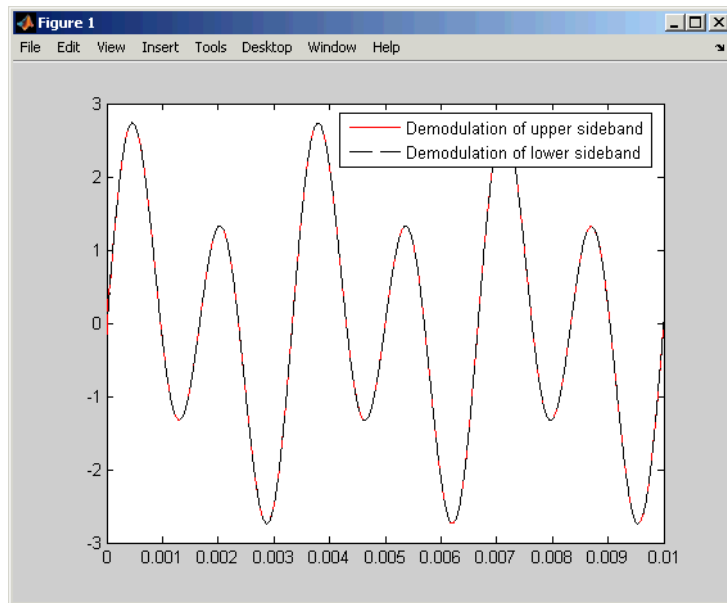 Figure 1
File Edit View Insert Tools Desktop Window Help
3
Demodulation of upper sideband
Demodulation of lower sideband
2
1
0
-1
-2
-3
0 0.001 0.002 0.003 0.004 0.005 0.006 0.007 0.008 0.009 0.01